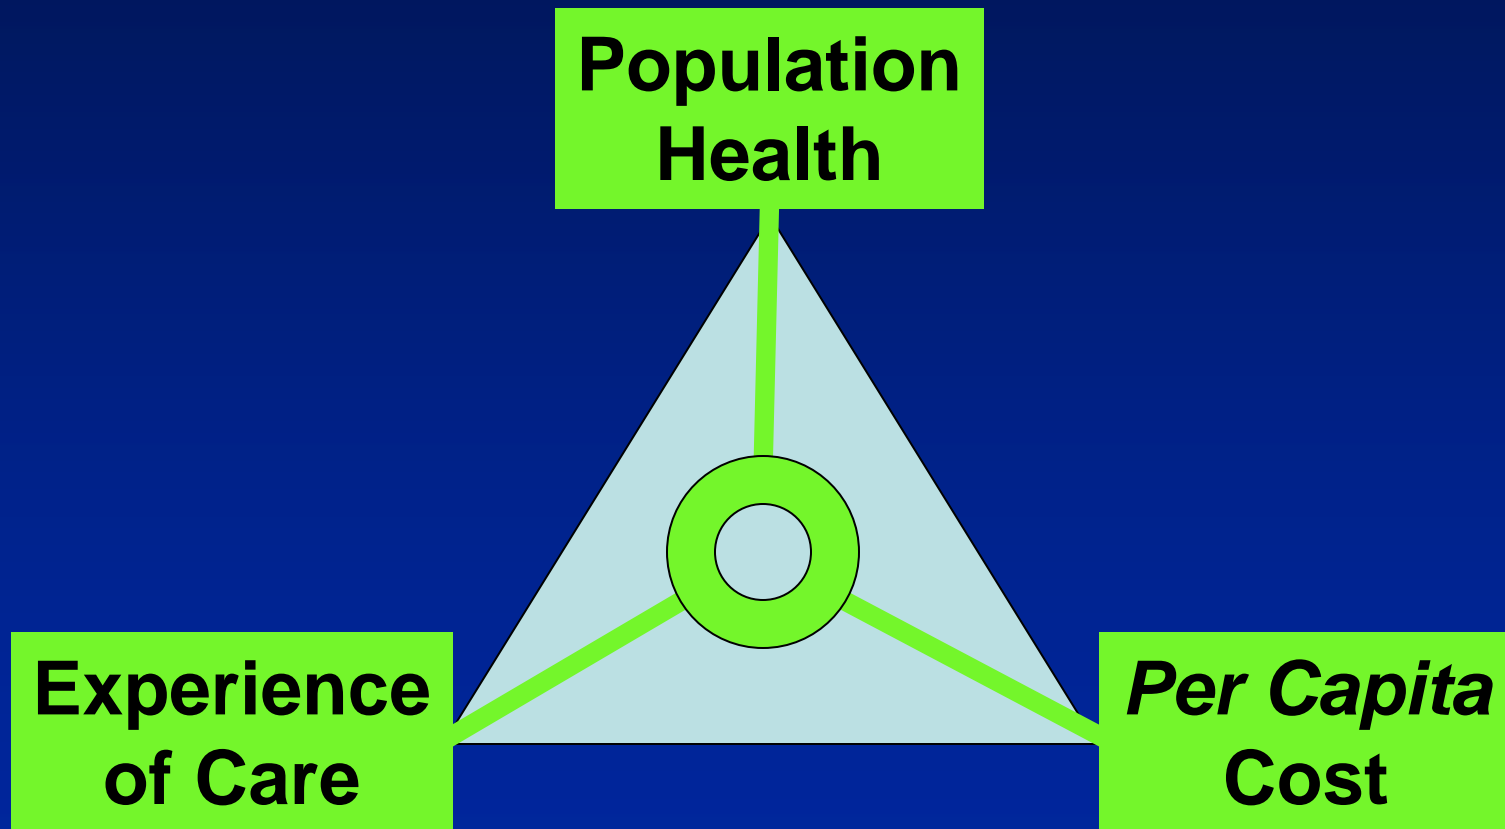 Population
Health
Experience
of Care
Per Capita
Cost